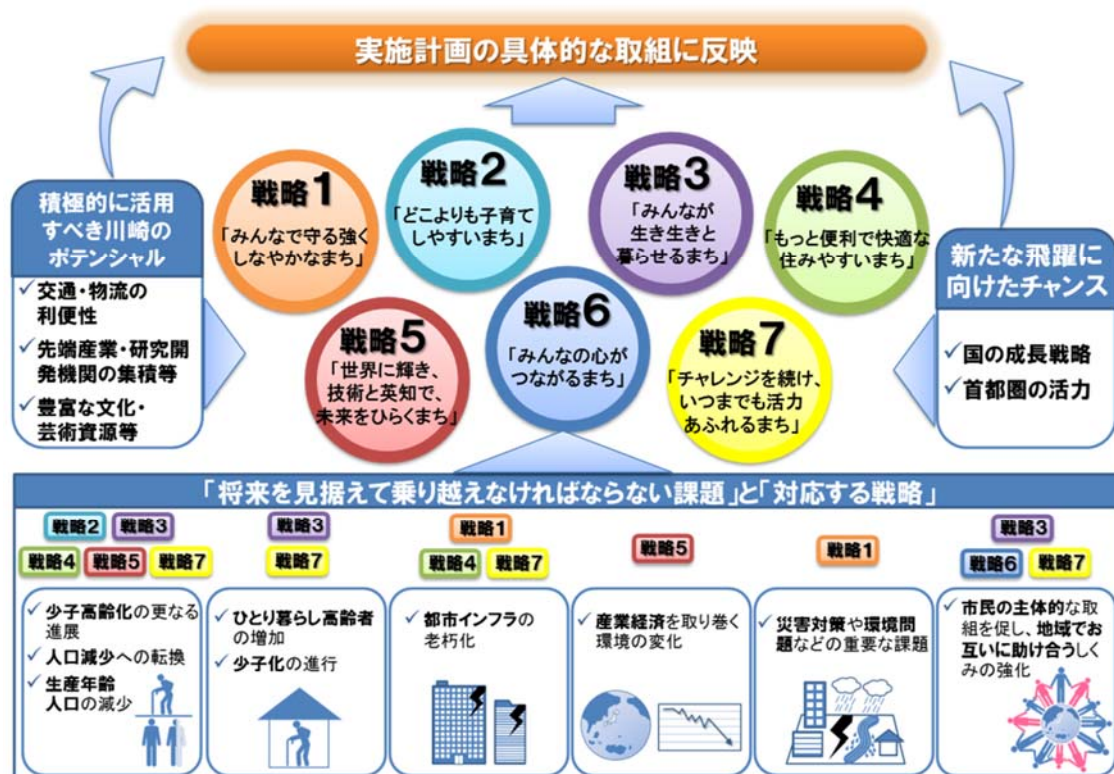 実施計画の具体的な取組に反映
積極的に活用
すべき川崎の
ポテンシャル
✓交通・物流の
利便性
✓先端産業・研究開
発機関の集積等
✓豊富な文化・
芸術資源等
戦略1
「みんなで守る強く
しなやかなまち」
戦略2
「どこよりも子育て
しやすいまち」
戦略3
「みんなが
生き生きと
暮らせるまち」
戦略4
「もっと便利で快適な
住みやすいまち」
戦略5
「世界に輝き、
技術と英知で、
未来をひらくまち」
戦略6
「みんなの心が
つながるまち」
戦略7
「チャレンジを続け、
いつまでも活力
あふれるまち」
新たな飛躍に
向けたチャンス
✓国の成長戦略
✓首都圏の活力
「将来を見据えて乗り越えなければならない課題」と「対応する戦略」
戦略2 戦略3
戦略4 戦略5 戦略7
✓少子高齢化の更なる
進展
✓人口減少への転換
✓生産年齢
人口の減少
戦略3
戦略7
✓ひとり暮らし高齢者
の増加
✓少子化の進行
戦略1
戦略4 戦略7
✓都市インフラの
老朽化
戦略5
✓産業経済を取り巻く
環境の変化
戦略1
✓災害対策や環境問
題などの重要な課題
戦略3
戦略6 戦略7
✓市民の主体的な取
組を促し、地域でお
互いに助け合うしく
みの強化